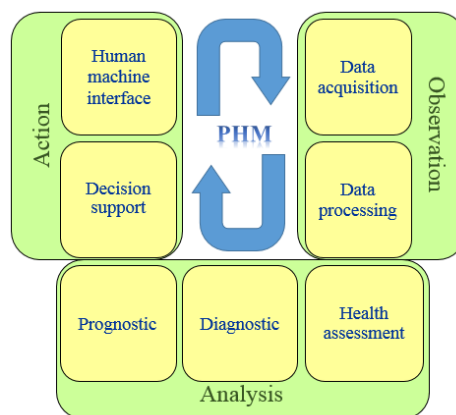 Action
Human
machine
interface
Decision
support
PHM
Data
acquisition
Data
processing
Observation
Prognostic
Diagnostic
Health
assessment
Analysis